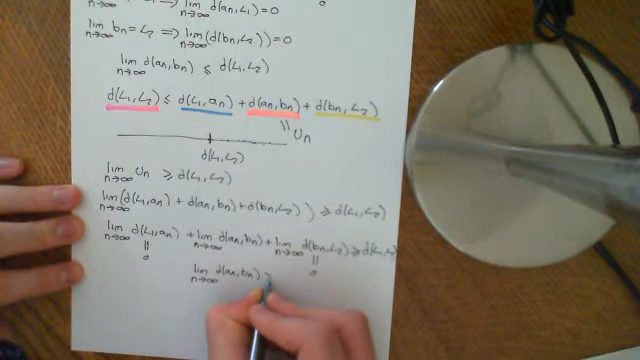 ⟹ lim n→∞ d(an,L1)=0 0
lim n→∞ bn=L2 ⟹ lim n→∞ (d(bn,L2))=0
lim n→∞ d(an,bn) ≤ d(L1,L2)
d(L1,L2) ≤ d(L1,an) + d(an,bn) + d(bn,L2)
|| Un
d(L1,L2)
lim n→∞ Un ≥ d(L1,L2)
lim n→∞ (d(L1,an) + d(an,bn) + d(bn,L2)) ≥ d(L1,L2)
lim n→∞ d(L1,an) + lim n→∞ d(an,bn) + lim n→∞ d(bn,L2) ≥ d(L1,L2)
|| ||
0 0
lim n→∞ d(an,bn) ≥